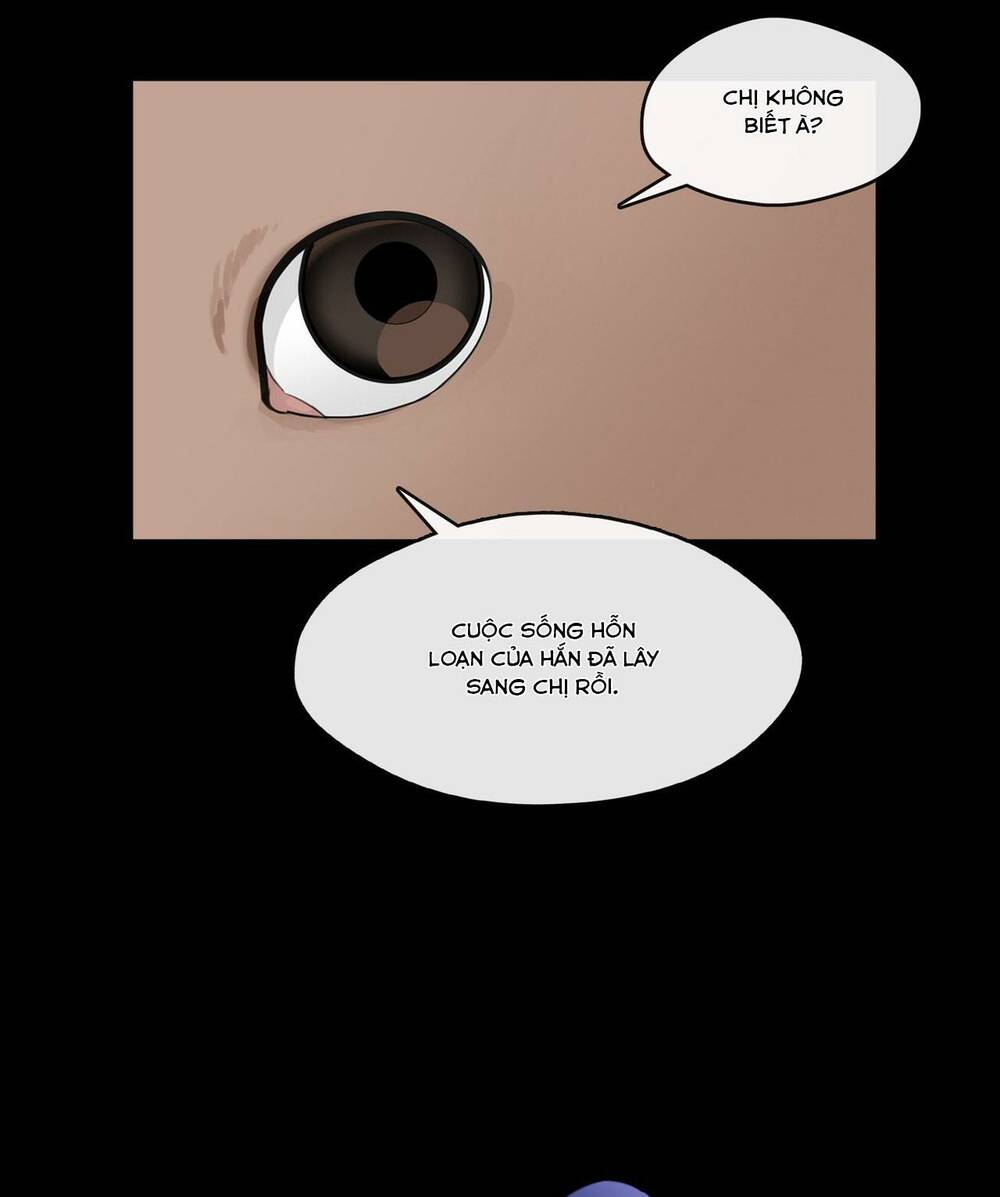 CHỊ KHÔNG
BIẾT À?
CUỘC SỐNG HỖN
LOẠN CỦA HẮN ĐÃ LÂY
SANG CHỊ RỒI.